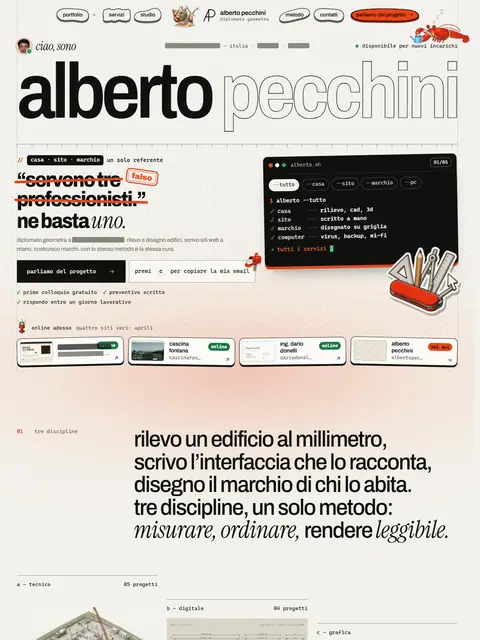 portfolio
servizi
studio
AP
alberto pecchini
diplomato geometra
metodo
contatti
parliamo del progetto →
ciao, sono
— italia ·
disponibile per nuovi incarichi
alberto pecchini
// casa · sito · marchio un solo referente
“servono tre
professionisti.”
falso
ne basta uno.
diplomato geometra a
rilievo e disegno edifici, scrivo siti web a
mano, costruisco marchi. con lo stesso metodo e la stessa cura.
parliamo del progetto →
premi c per copiare la mia email
✓ primo colloquio gratuito ✓ preventivo scritto
✓ rispondo entro un giorno lavorativo
alberto.sh
01/05
--tutto
--casa
--sito
--marchio
--pc
$ alberto --tutto
✓ casa rilievo, cad, 3d
✓ sito scritto a mano
✓ marchio disegnato su griglia
✓ computer virus, backup, wi-fi
→ tutti i servizi
online adesso quattro siti veri: aprili
cascina fontana
cascinafon…
online
ing. dario donelli
dariodonel…
online
alberto pecchini
albertopec…
sei qui
01 tre discipline
rilevo un edificio al millimetro,
scrivo l’interfaccia che lo racconta,
disegno il marchio di chi lo abita.
tre discipline, un solo metodo:
misurare, ordinare, rendere leggibile.
a — tecnico 05 progetti
b — digitale 04 progetti
c — grafica